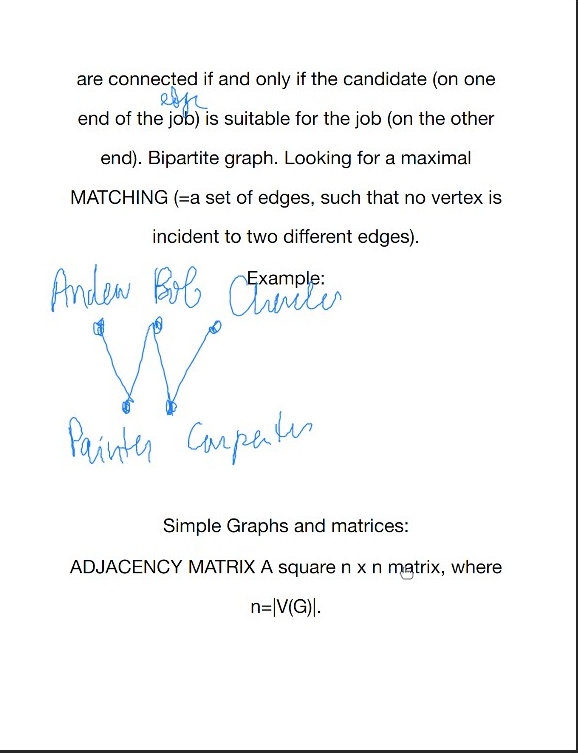 are connected if and only if the candidate (on one
edge
end of the job) is suitable for the job (on the other
end). Bipartite graph. Looking for a maximal
MATCHING (=a set of edges, such that no vertex is
incident to two different edges).
Example:
Andew Bob Charles
Painter Carpenter
Simple Graphs and matrices:
ADJACENCY MATRIX A square n x n matrix, where
n=|V(G)|.